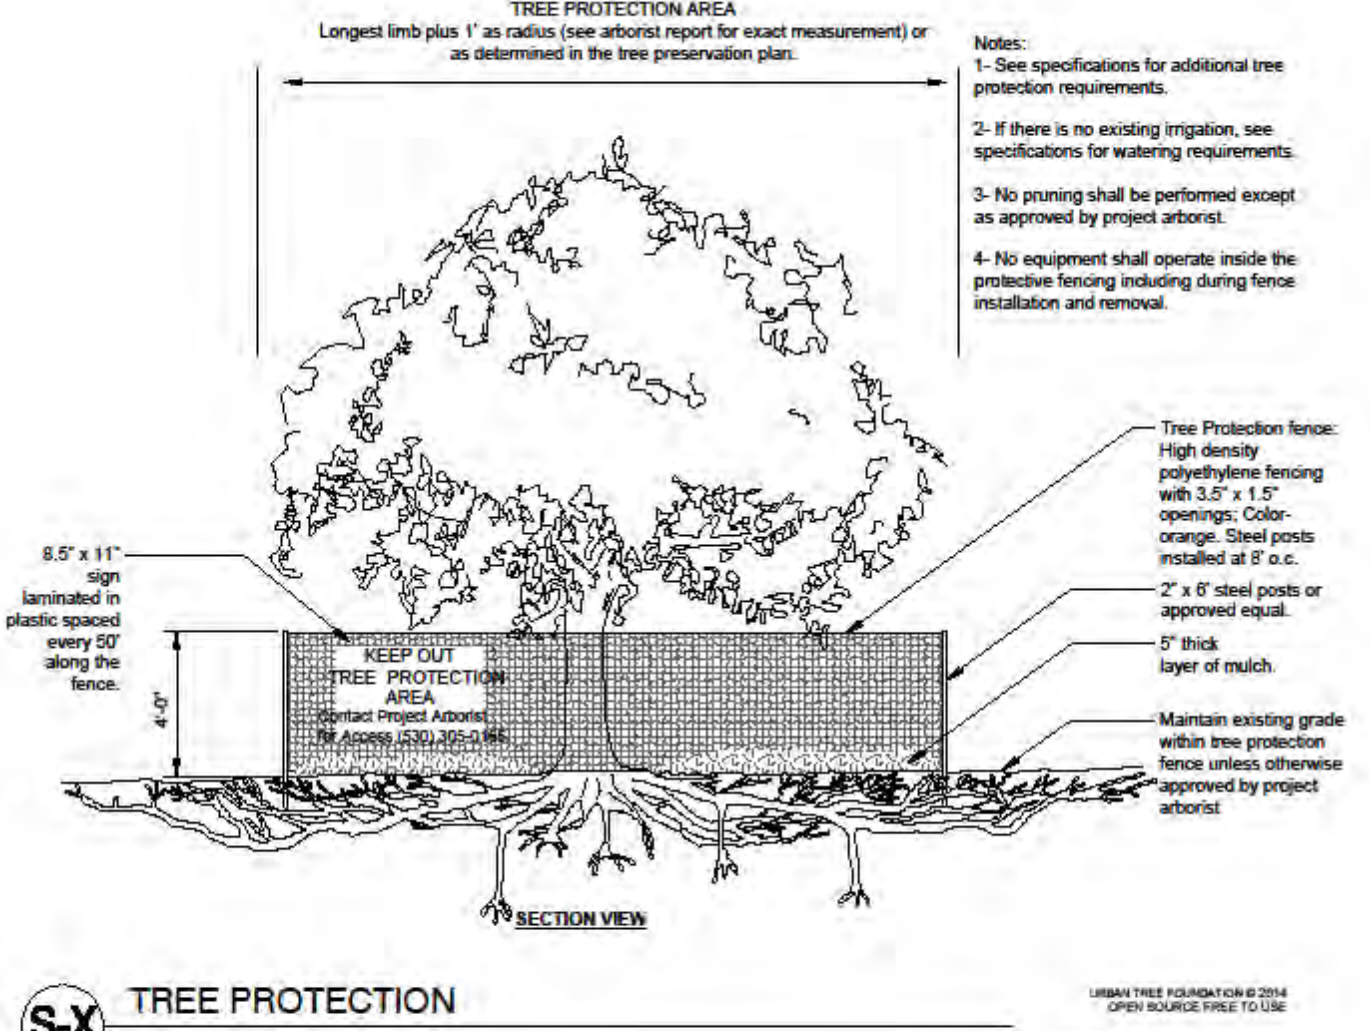 TREE PROTECTION AREA
Longest limb plus 1' as radius (see arborist report for exact measurement) or
as determined in the tree preservation plan.
Notes:
1- See specifications for additional tree
protection requirements.
2- If there is no existing irrigation, see
specifications for watering requirements.
3- No pruning shall be performed except
as approved by project arborist.
4- No equipment shall operate inside the
protective fencing including during fence
installation and removal.
Tree Protection fence:
High density
polyethylene fencing
with 3.5" x 1.5"
openings; Color-
orange. Steel posts
installed at 8' o.c.
2" x 6' steel posts or
approved equal.
5" thick
layer of mulch.
Maintain existing grade
within tree protection
fence unless otherwise
approved by project
arborist
8.5" x 11"
sign
laminated in
plastic spaced
every 50'
along the
fence.
4'-0"
KEEP OUT
TREE PROTECTION
AREA
Contact Project Arborist
for Access (530) 305-0165
SECTION VIEW
S-X
TREE PROTECTION
URBAN TREE FOUNDATION © 2014
OPEN SOURCE FREE TO USE